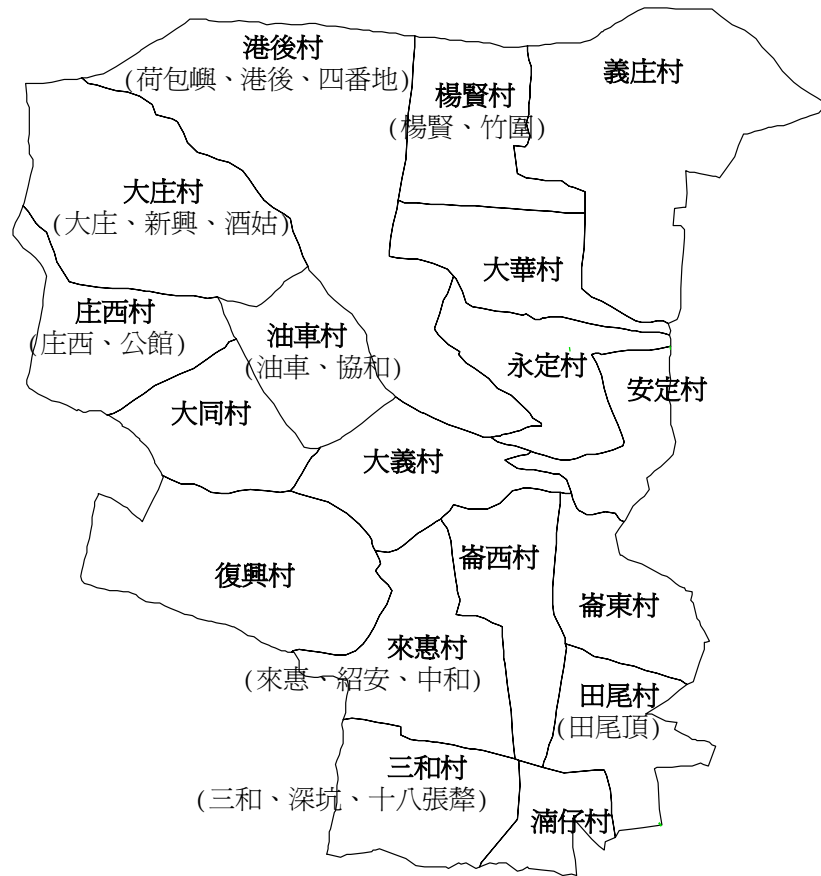 港後村
(荷包嶼、港後、四番地)
義庄村
楊賢村
(楊賢、竹圍)
大庄村
(大庄、新興、酒姑)
大華村
庄西村
(庄西、公館)
油車村
(油車、協和)
永定村
安定村
大同村
大義村
崙西村
復興村
崙東村
來惠村
(來惠、紹安、中和)
田尾村
(田尾頂)
三和村
(三和、深坑、十八張犛)
湳仔村